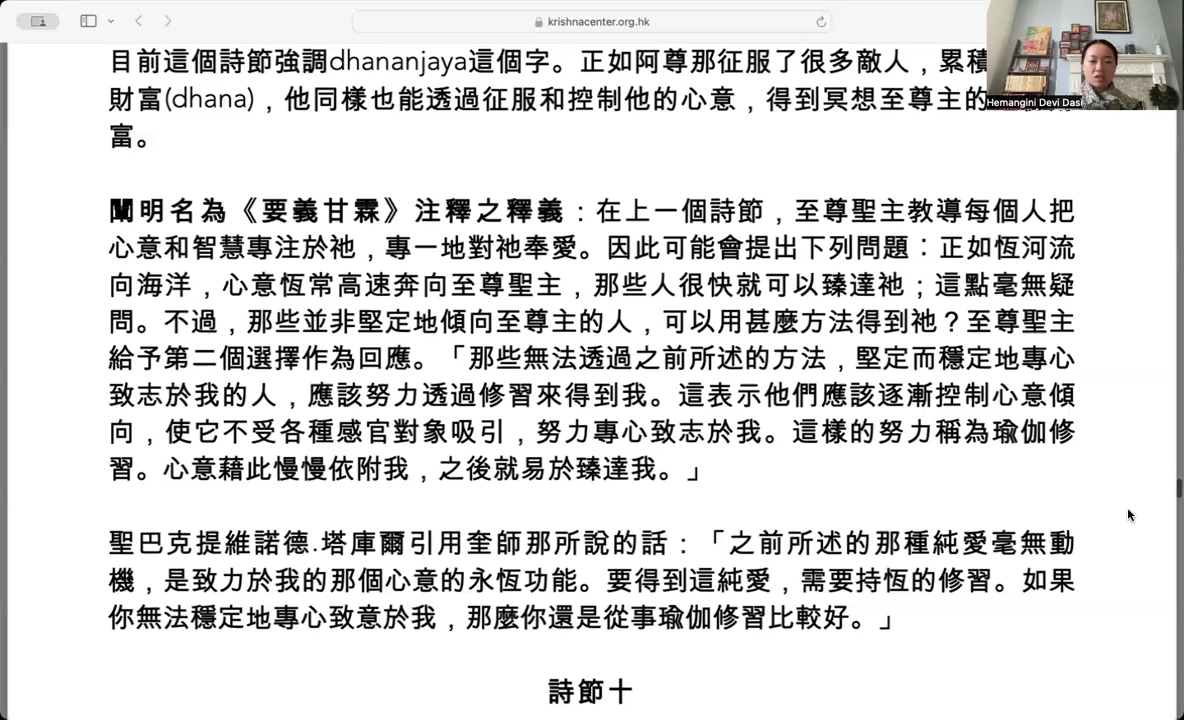 krishnacenter.org.hk
Hemangini Devi Dasi
目前這個詩節強調dhananjaya這個字。正如阿尊那征服了很多敵人，累積
財富(dhana)，他同樣也能透過征服和控制他的心意，得到冥想至尊主的
富。
闡明名為《要義甘霖》注釋之釋義：在上一個詩節，至尊聖主教導每個人把
心意和智慧專注於祂，專一地對祂奉愛。因此可能會提出下列問題：正如恆河流
向海洋，心意恆常高速奔向至尊聖主，那些人很快就可以臻達祂；這點毫無疑
問。不過，那些並非堅定地傾向至尊主的人，可以用甚麼方法得到祂？至尊聖主
給予第二個選擇作為回應。「那些無法透過之前所述的方法，堅定而穩定地專心
致志於我的人，應該努力透過修習來得到我。這表示他們應該逐漸控制心意傾
向，使它不受各種感官對象吸引，努力專心致志於我。這樣的努力稱為瑜伽修
習。心意藉此慢慢依附我，之後就易於臻達我。」
聖巴克提維諾德.塔庫爾引用奎師那所說的話：「之前所述的那種純愛毫無動
機，是致力於我的那個心意的永恆功能。要得到這純愛，需要持恆的修習。如果
你無法穩定地專心致意於我，那麼你還是從事瑜伽修習比較好。」
詩節十